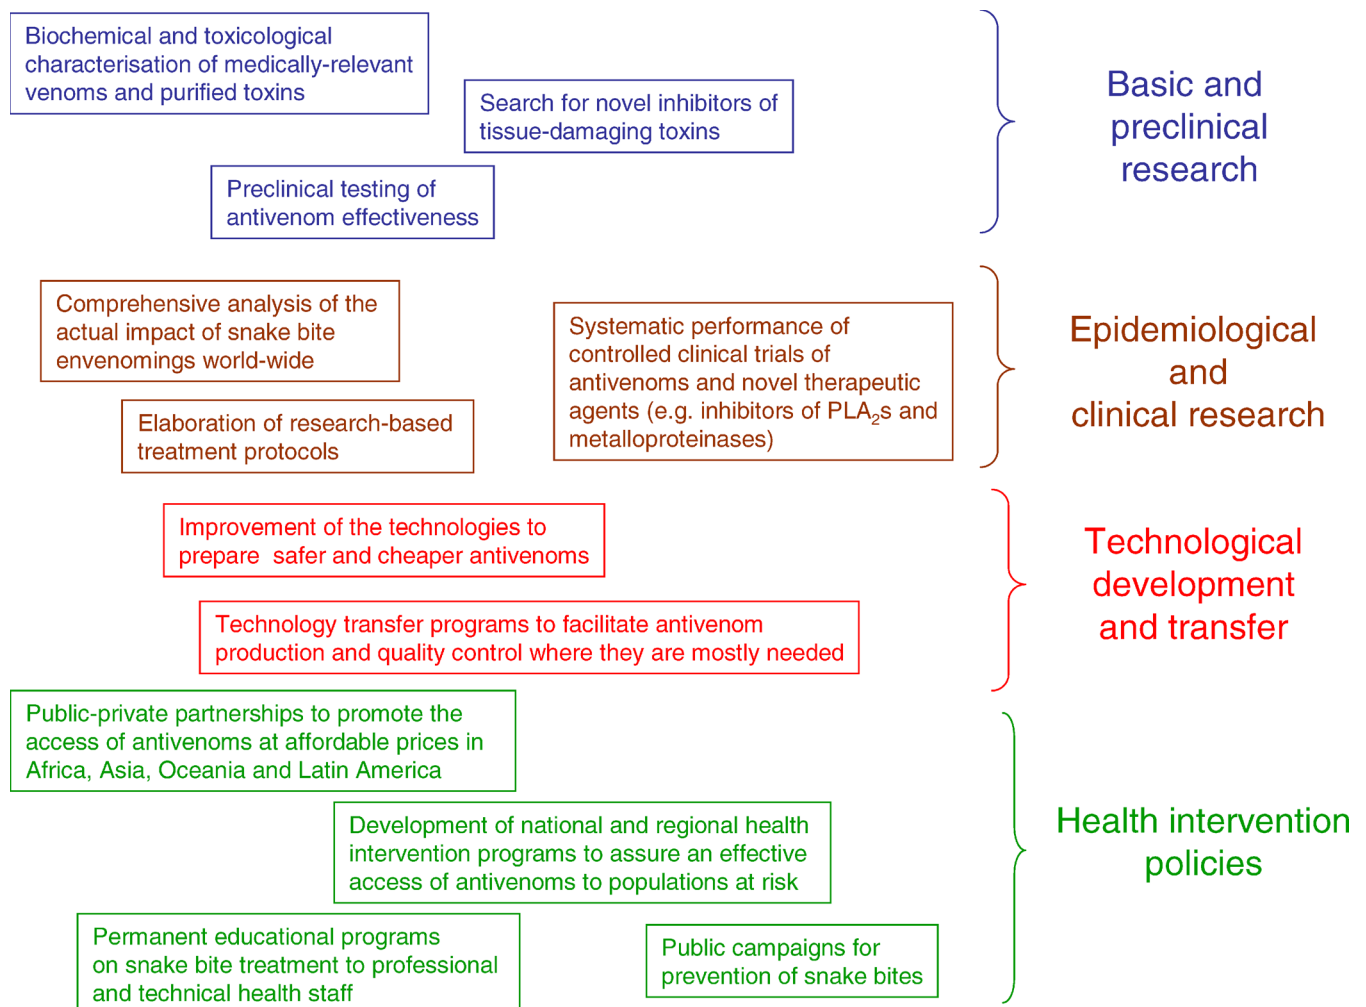 Biochemical and toxicological
characterisation of medically-relevant
venoms and purified toxins
Search for novel inhibitors of
tissue-damaging toxins
Preclinical testing of
antivenom effectiveness
Basic and
preclinical
research
Comprehensive analysis of the
actual impact of snake bite
envenomings world-wide
Systematic performance of
controlled clinical trials of
antivenoms and novel therapeutic
agents (e.g. inhibitors of PLA₂s and
metalloproteinases)
Elaboration of research-based
treatment protocols
Epidemiological
and
clinical research
Improvement of the technologies to
prepare  safer and cheaper antivenoms
Technology transfer programs to facilitate antivenom
production and quality control where they are mostly needed
Technological
development
and transfer
Public-private partnerships to promote the
access of antivenoms at affordable prices in
Africa, Asia, Oceania and Latin America
Development of national and regional health
intervention programs to assure an effective
access of antivenoms to populations at risk
Permanent educational programs
on snake bite treatment to professional
and technical health staff
Public campaigns for
prevention of snake bites
Health intervention
policies